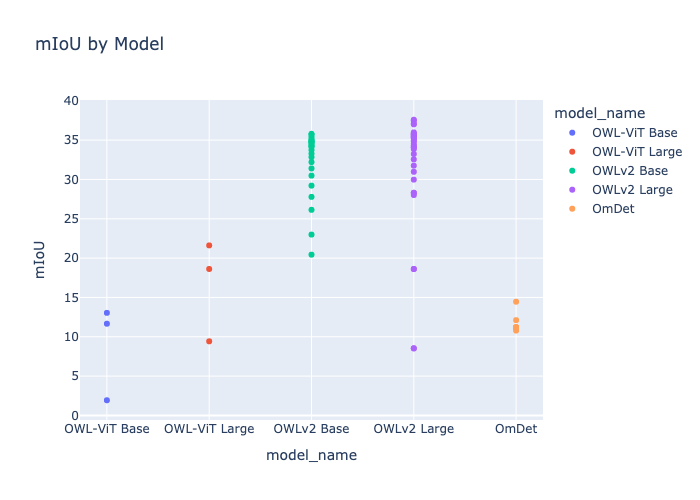 mIoU by Model
40
35
30
25
20
15
10
5
0
mIoU
OWL-ViT Base
OWL-ViT Large
OWLv2 Base
OWLv2 Large
OmDet
model_name
model_name
OWL-ViT Base
OWL-ViT Large
OWLv2 Base
OWLv2 Large
OmDet